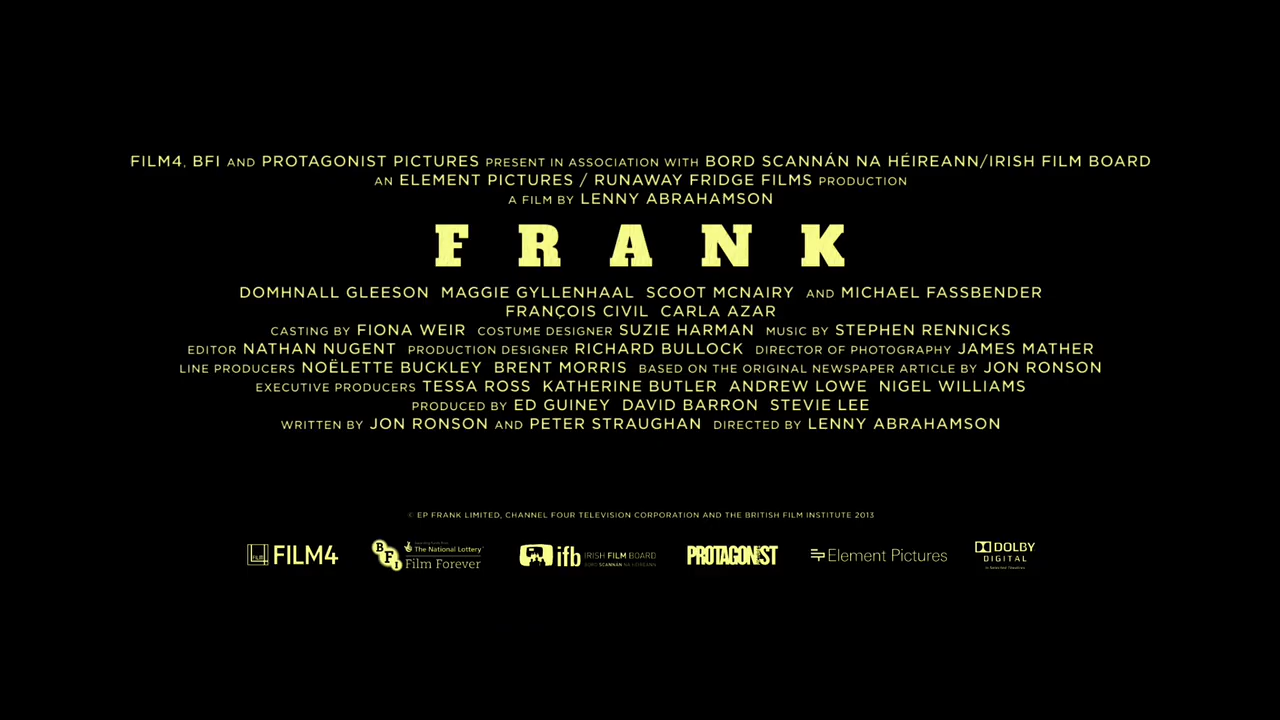 FILM4, BFI AND PROTAGONIST PICTURES PRESENT IN ASSOCIATION WITH BORD SCANNÁN NA HÉIREANN/IRISH FILM BOARD
AN ELEMENT PICTURES / RUNAWAY FRIDGE FILMS PRODUCTION
A FILM BY LENNY ABRAHAMSON
FRANK
DOMHNALL GLEESON MAGGIE GYLLENHAAL SCOOT MCNAIRY AND MICHAEL FASSBENDER
FRANÇOIS CIVIL CARLA AZAR
CASTING BY FIONA WEIR COSTUME DESIGNER SUZIE HARMAN MUSIC BY STEPHEN RENNICKS
EDITOR NATHAN NUGENT PRODUCTION DESIGNER RICHARD BULLOCK DIRECTOR OF PHOTOGRAPHY JAMES MATHER
LINE PRODUCERS NOËLETTE BUCKLEY BRENT MORRIS BASED ON THE ORIGINAL NEWSPAPER ARTICLE BY JON RONSON
EXECUTIVE PRODUCERS TESSA ROSS KATHERINE BUTLER ANDREW LOWE NIGEL WILLIAMS
PRODUCED BY ED GUINEY DAVID BARRON STEVIE LEE
WRITTEN BY JON RONSON AND PETER STRAUGHAN DIRECTED BY LENNY ABRAHAMSON
© EP FRANK LIMITED, CHANNEL FOUR TELEVISION CORPORATION AND THE BRITISH FILM INSTITUTE 2013
FILM4 BFI The National Lottery Film Forever ifb IRISH FILM BOARD PROTAGONIST Element Pictures DOLBY DIGITAL